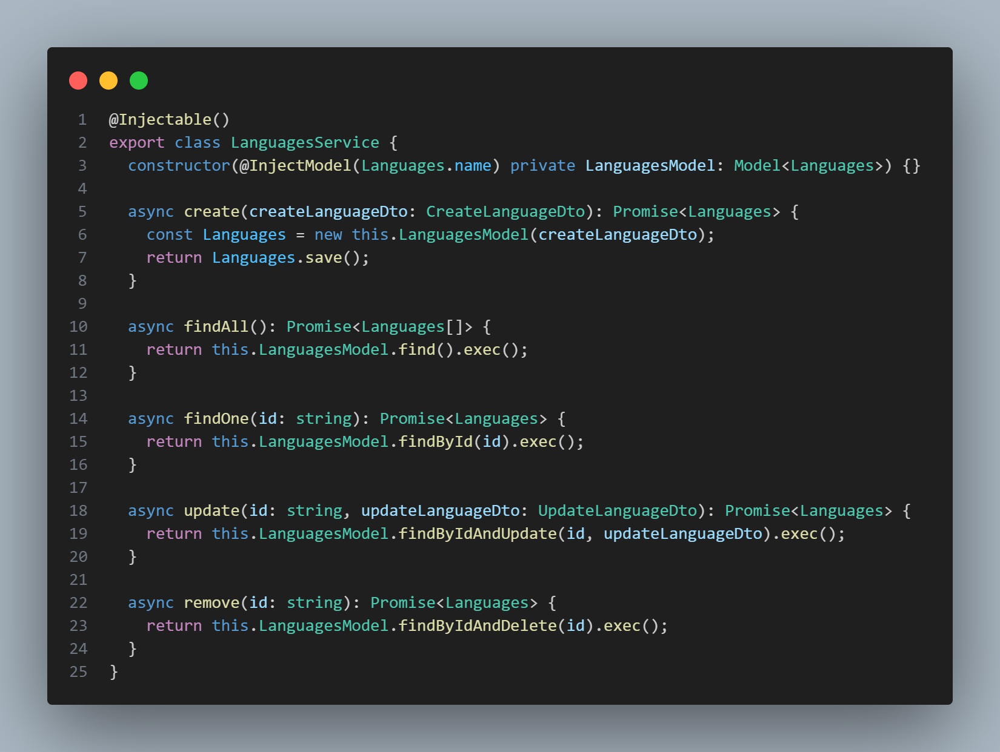 1 @Injectable()
2 export class LanguagesService {
3   constructor(@InjectModel(Languages.name) private LanguagesModel: Model<Languages>) {}
4
5   async create(createLanguageDto: CreateLanguageDto): Promise<Languages> {
6     const Languages = new this.LanguagesModel(createLanguageDto);
7     return Languages.save();
8   }
9
10   async findAll(): Promise<Languages[]> {
11     return this.LanguagesModel.find().exec();
12   }
13
14   async findOne(id: string): Promise<Languages> {
15     return this.LanguagesModel.findById(id).exec();
16   }
17
18   async update(id: string, updateLanguageDto: UpdateLanguageDto): Promise<Languages> {
19     return this.LanguagesModel.findByIdAndUpdate(id, updateLanguageDto).exec();
20   }
21
22   async remove(id: string): Promise<Languages> {
23     return this.LanguagesModel.findByIdAndDelete(id).exec();
24   }
25 }